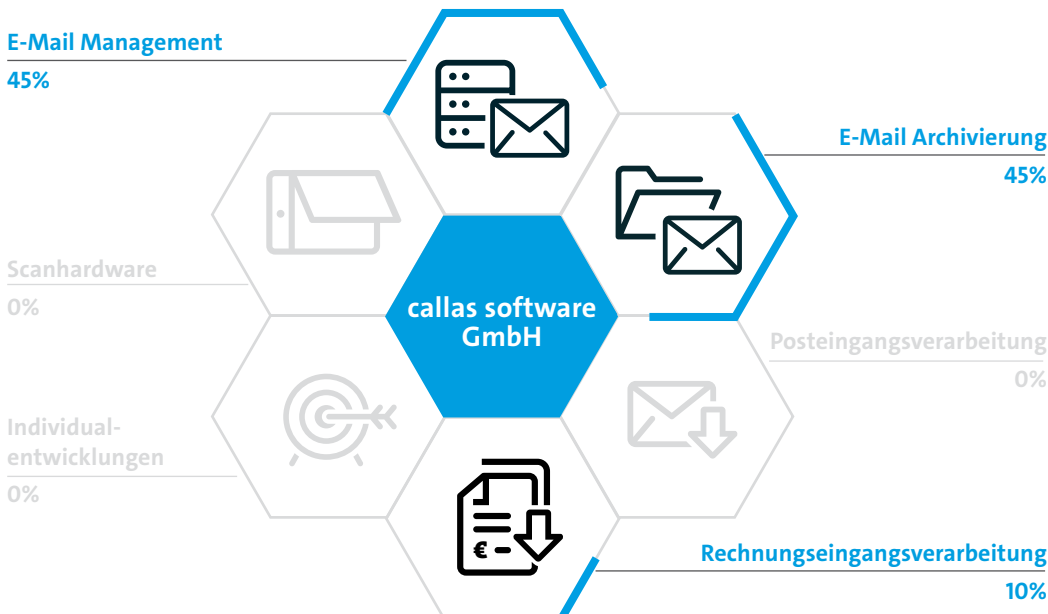 E-Mail Management
45%
E-Mail Archivierung
45%
Scanhardware
0%
callas software
GmbH
Posteingangsverarbeitung
0%
Individual-
entwicklungen
0%
€
Rechnungseingangsverarbeitung
10%